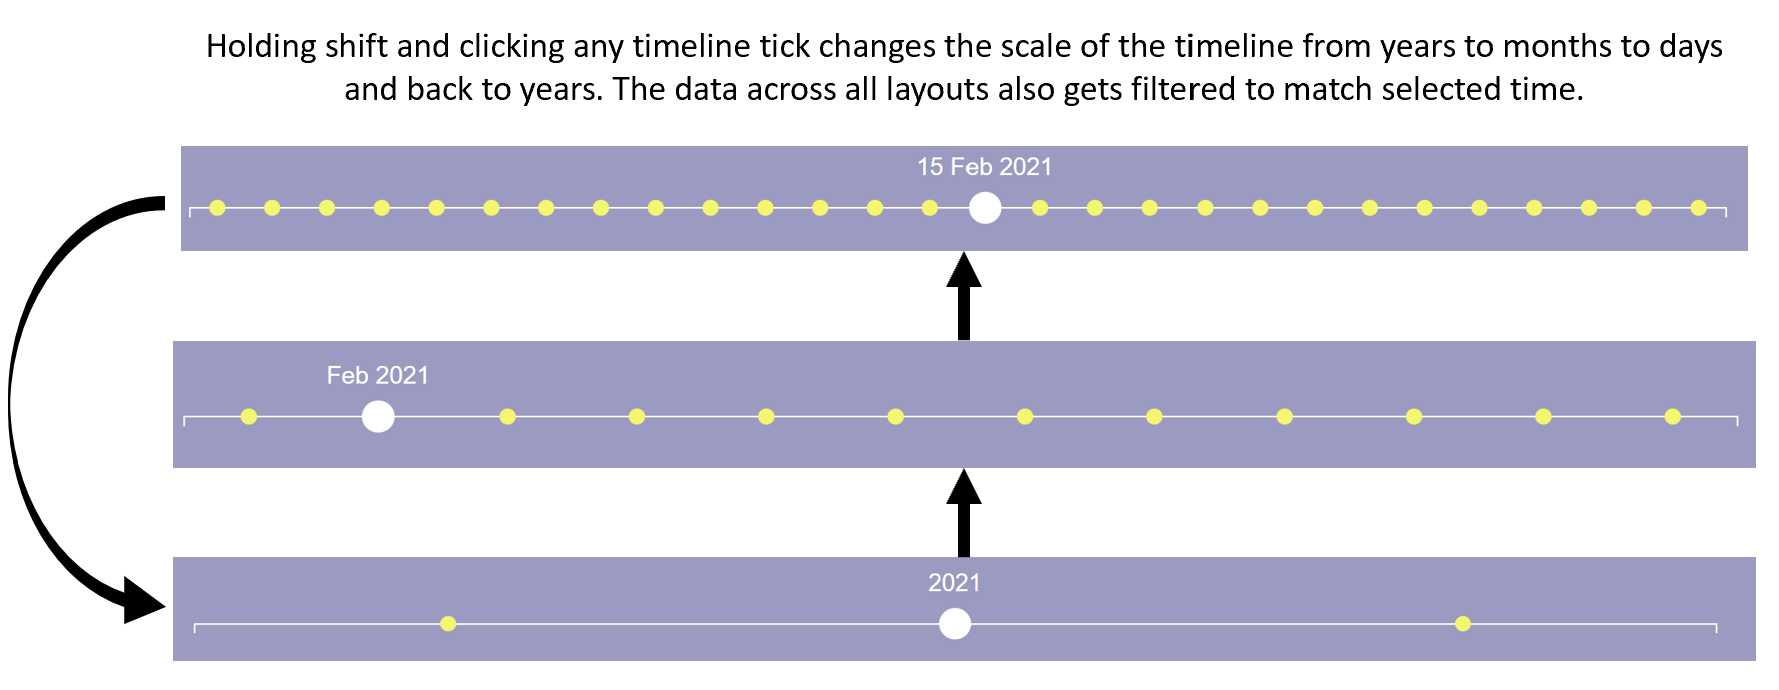 Holding shift and clicking any timeline tick changes the scale of the timeline from years to months to days
and back to years. The data across all layouts also gets filtered to match selected time.
15 Feb 2021
Feb 2021
2021